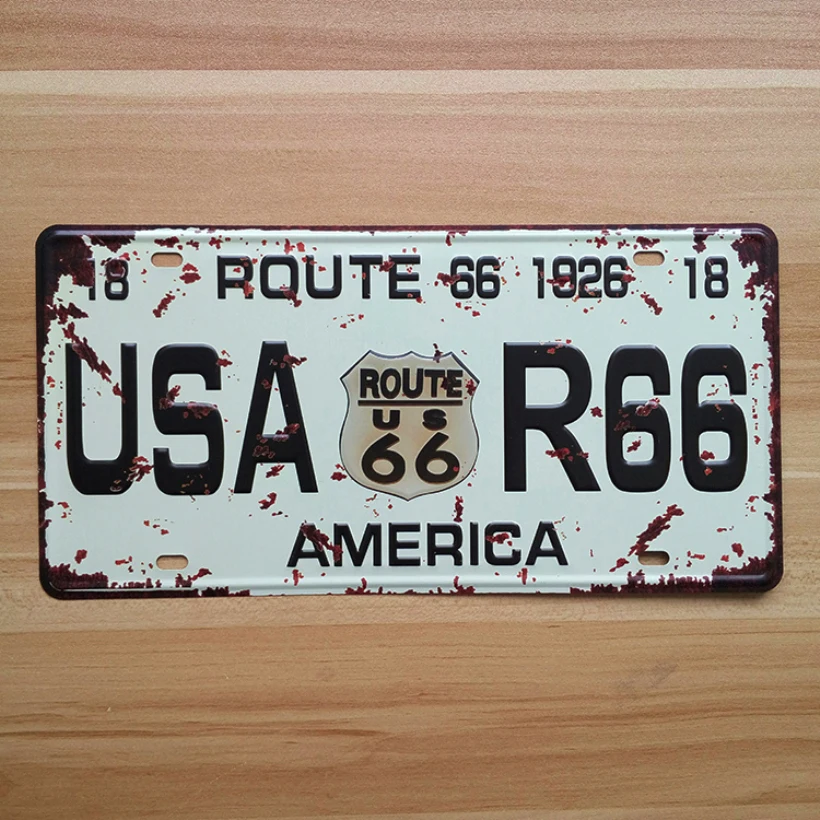 18 ROUTE 66 1926 18
USA ROUTE US 66 R66
AMERICA